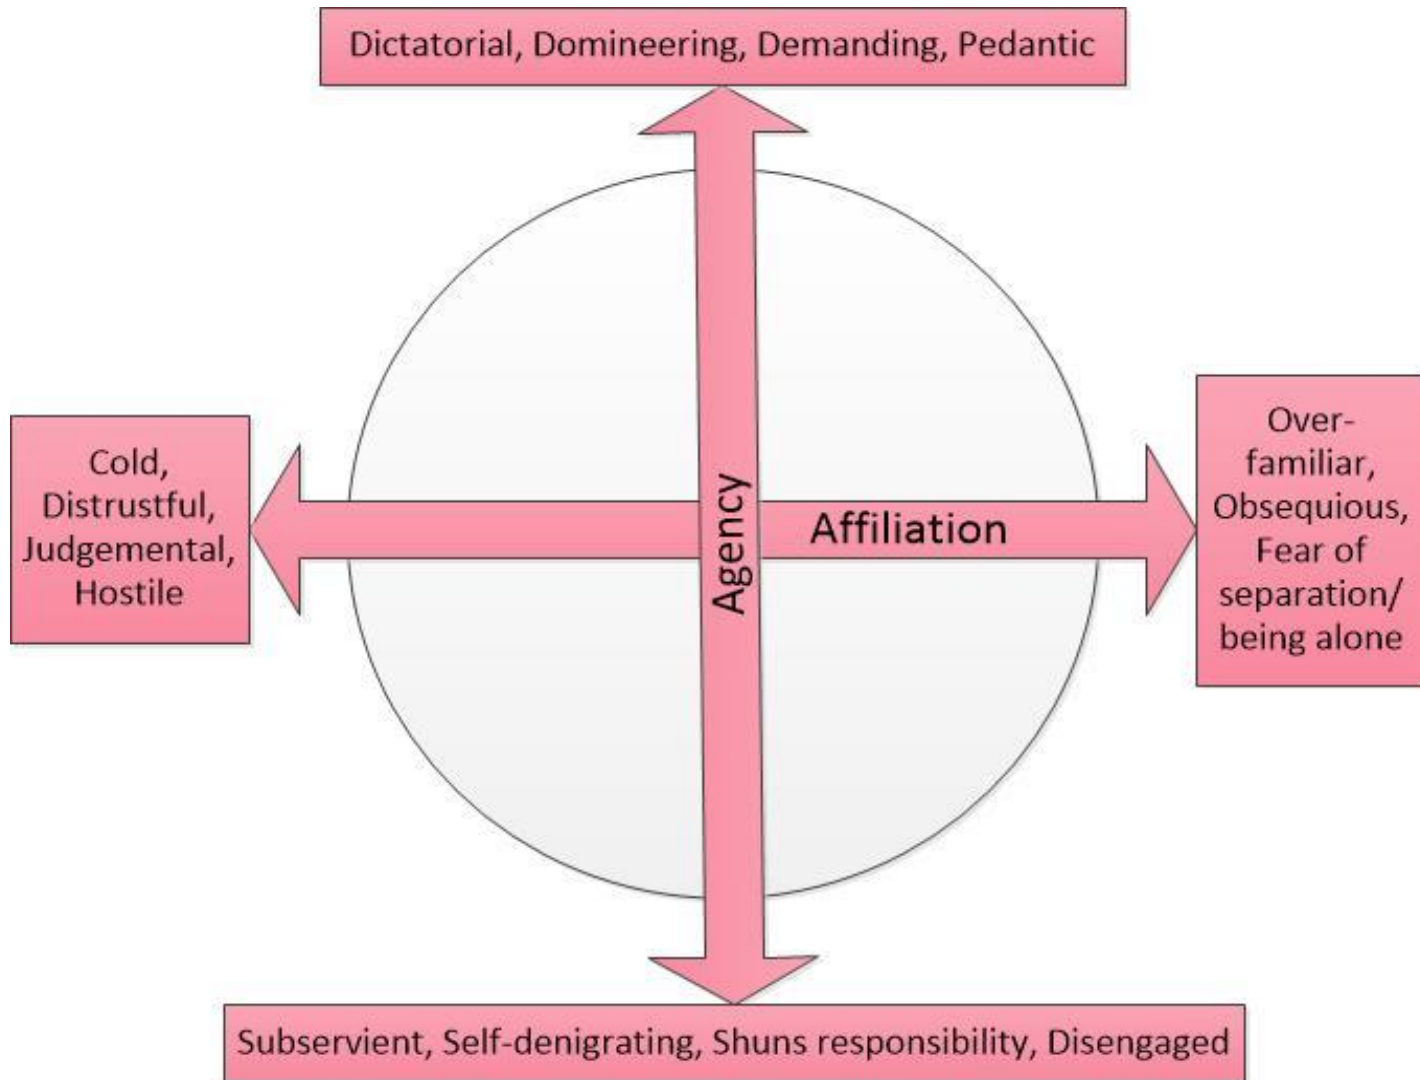 Dictatorial, Domineering, Demanding, Pedantic
Cold,
Distrustful,
Judgemental,
Hostile
Agency
Affiliation
Over-
familiar,
Obsequious,
Fear of
separation/
being alone
Subservient, Self-denigrating, Shuns responsibility, Disengaged